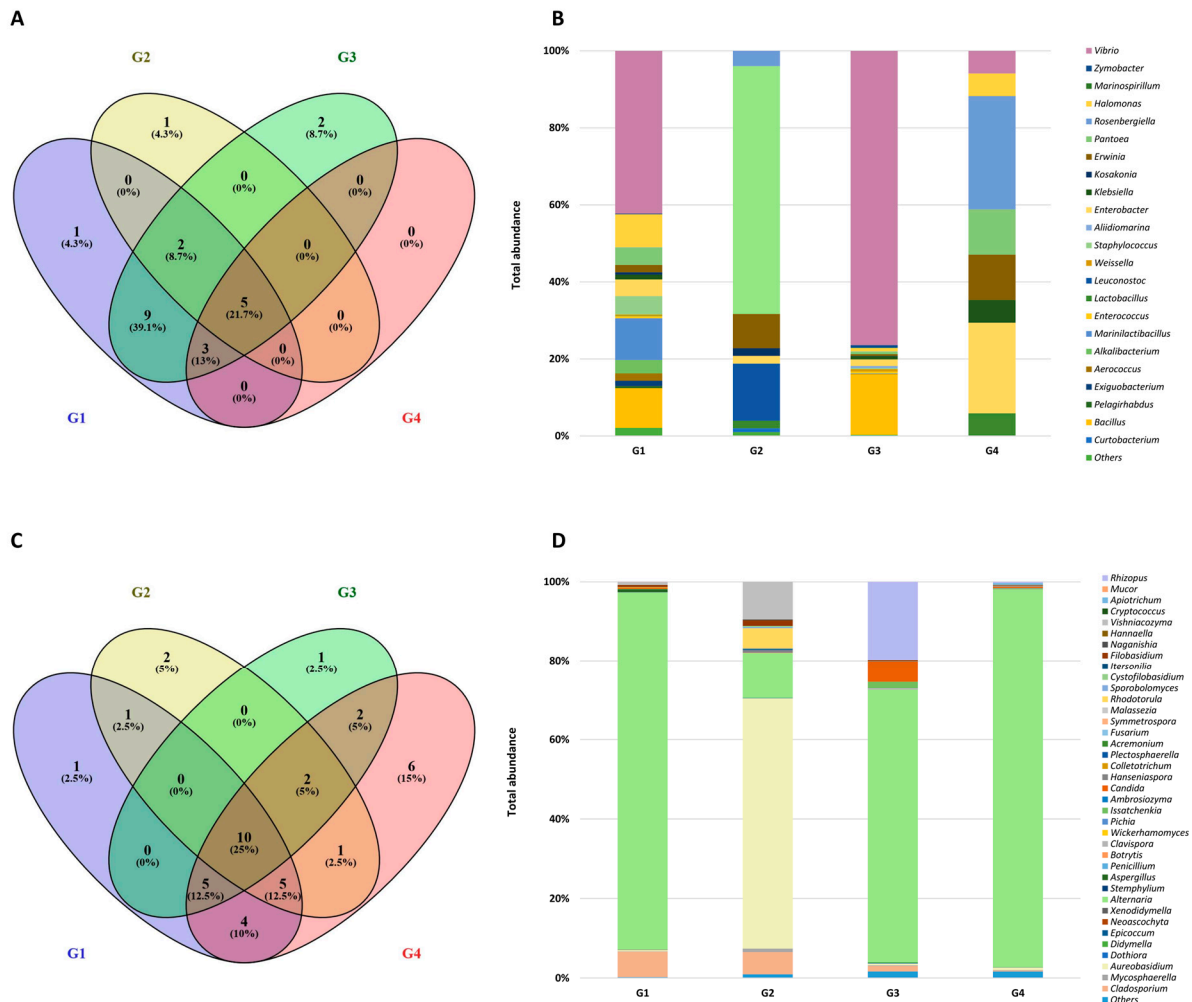 A
G2
G3
1
(4.3%)
2
(8.7%)
0
(0%)
0
(0%)
0
(0%)
1
(4.3%)
2
(8.7%)
0
(0%)
0
(0%)
9
(39.1%)
5
(21.7%)
0
(0%)
3
(13%)
0
(0%)
0
(0%)
G1
G4
B
Total abundance
100%
80%
60%
40%
20%
0%
G1
G2
G3
G4
Vibrio
Zymobacter
Marinospirillum
Halomonas
Rosenbergiella
Pantoea
Erwinia
Kosakonia
Klebsiella
Enterobacter
Aliidiomarina
Staphylococcus
Weissella
Leuconostoc
Lactobacillus
Enterococcus
Marinilactibacillus
Alkalibacterium
Aerococcus
Exiguobacterium
Pelagirhabdus
Bacillus
Curtobacterium
Others
C
G2
G3
2
(5%)
1
(2.5%)
1
(2.5%)
0
(0%)
2
(5%)
1
(2.5%)
0
(0%)
2
(5%)
6
(15%)
0
(0%)
10
(25%)
1
(2.5%)
5
(12.5%)
5
(12.5%)
4
(10%)
G1
G4
D
Total abundance
100%
80%
60%
40%
20%
0%
G1
G2
G3
G4
Rhizopus
Mucor
Apiotrichum
Cryptococcus
Vishniacozyma
Hannaella
Naganishia
Filobasidium
Itersonilia
Cystofilobasidium
Sporobolomyces
Rhodotorula
Malassezia
Symmetrospora
Fusarium
Acremonium
Plectosphaerella
Colletotrichum
Hanseniaspora
Candida
Ambrosiozyma
Issatchenkia
Pichia
Wickerhamomyces
Clavispora
Botrytis
Penicillium
Aspergillus
Stemphylium
Alternaria
Xenodidymella
Neoascochyta
Epicoccum
Didymella
Dothiora
Aureobasidium
Mycosphaerella
Cladosporium
Others